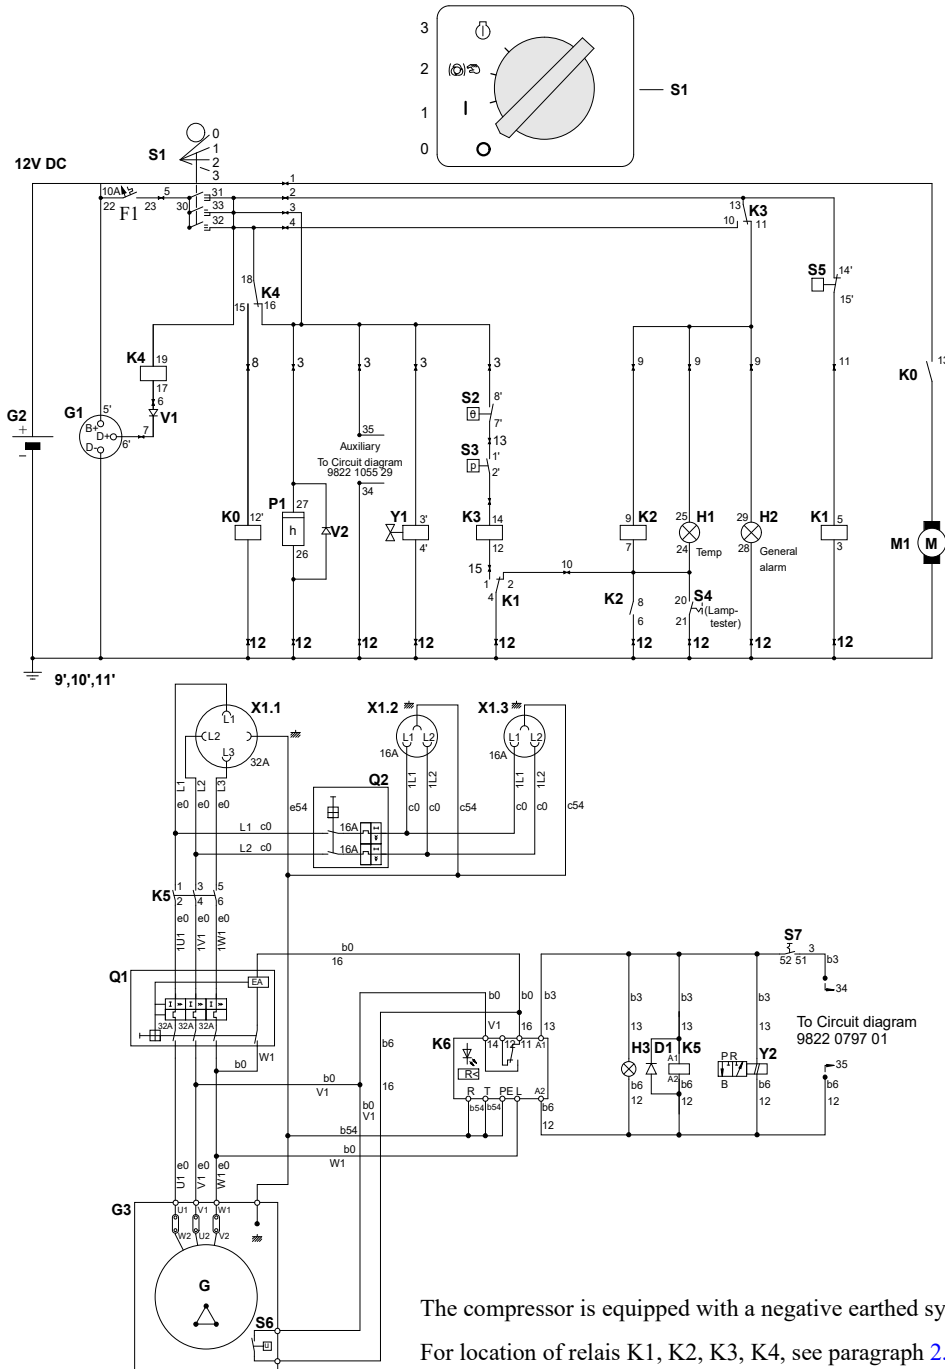 3
2
1
0
S1
S1
0
1
2
3
12V DC
10A
22
F1
23
5
30
31
33
32
1
2
3
4
13
K3
10
11
18
K4
15
16
S5
14'
15'
K4
19
17
6
V1
8
3
3
3
3
9
9
9
11
K0
13
G2
+
−
G1
5'
B+
D+
D-
6'
7
S2
8'
θ
7'
13
S3
1'
p
2'
35
Auxiliary
To Circuit diagram
9822 1055 29
34
K0
12'
P1
27
h
26
V2
Y1
3'
4'
K3
14
12
K2
9
7
H1
25
24
Temp
H2
29
28
General
alarm
K1
5
3
M1
M
15
1
2
4
K1
10
K2
8
6
20
S4
21
(Lamp-
tester)
12
12
12
12
12
12
12
12
12
9',10',11'
X1.1
L1
L2
L3
32A
X1.2
L1
L2
16A
X1.3
L1
L2
16A
L1
L2
L3
e0
e0
e0
e54
Q2
1L1
1L2
c0
c0
c54
1L1
1L2
c0
c0
c54
L1 c0
16A
L2 c0
16A
K5
1
3
5
2
4
6
e0
e0
e0
1U1
1V1
1W1
Q1
EA
32A
32A
32A
W1
b0
b0
16
b6
16
b0
V1
b0
V1
b54
b0
W1
b0
b0
b3
V1
16
13
K6
14
12
11
A1
R<
R
T
PE
L
A2
b54
b54
b6
12
S7
52
51
3
b3
34
b3
b3
b3
13
13
13
H3
D1
A1
K5
A2
P R
B
Y2
b6
b6
b6
b6
12
12
12
12
To Circuit diagram
9822 0797 01
35
e0
e0
e0
U1
V1
W1
G3
U1
V1
W1
W2
U2
V2
G
S6
The compressor is equipped with a negative earthed sy
For location of relais K1, K2, K3, K4, see paragraph 2.